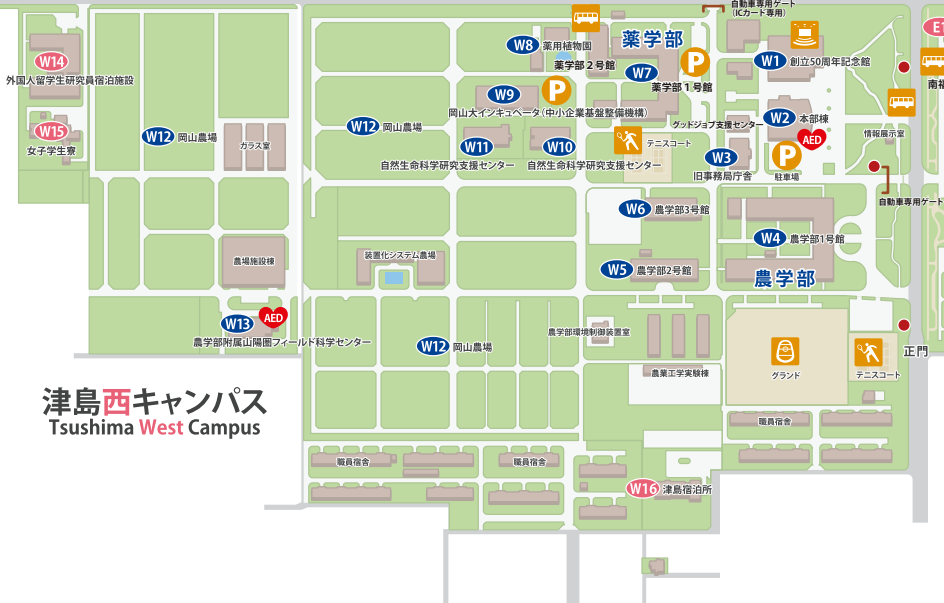 自動車専用ゲート
(ICカード専用)
E1
W14
外国人留学生研究員宿泊施設
W8 薬用植物園
薬学部
薬学部2号館
W7
P
薬学部1号館
W1 創立50周年記念館
南福
W9
P
岡山大インキュベータ(中小企業基盤整備機構)
W15
女子学生寮
W12 岡山農場
ガラス室
W12 岡山農場
W11
自然生命科学研究支援センター
W10
自然生命科学研究支援センター
テニスコート
グッドジョブ支援センター
W2 本部棟
AED
情報展示室
W3
旧事務局庁舎
P
駐車場
自動車専用ゲート
W6 農学部3号館
W4 農学部1号館
農場施設棟
装置化システム農場
W5 農学部2号館
農学部
W13
AED
農学部附属山陽圏フィールド科学センター
W12 岡山農場
農学部環境制御装置室
グランド
テニスコート
正門
農業工学実験棟
津島西キャンパス
Tsushima West Campus
職員宿舎
職員宿舎
職員宿舎
W16 津島宿泊所